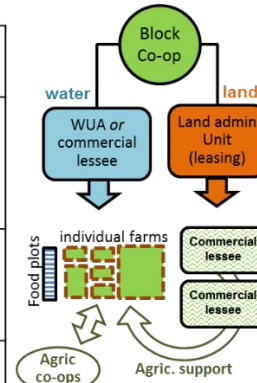 Block
Co-op
water
land
WUA or
commercial
lessee
Land admin
Unit
(leasing)
individual farms
Food plots
Commercial
lessee
Commercial
lessee
Agric
co-ops
Agric. support